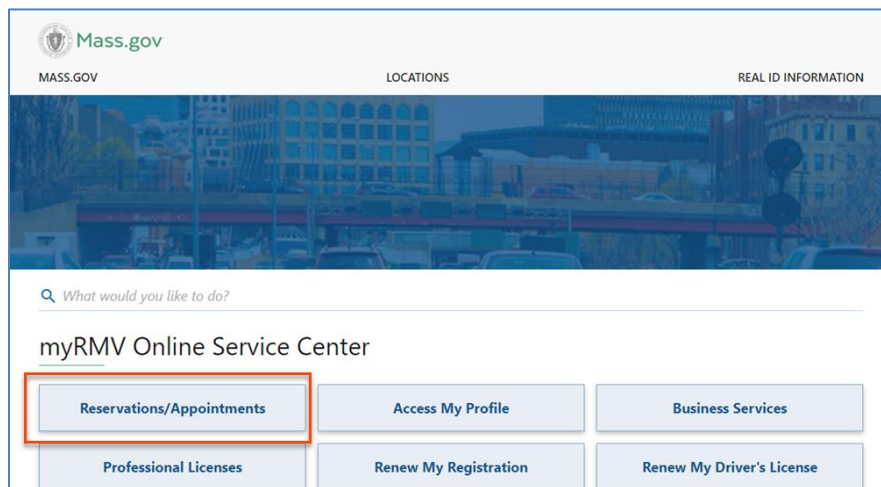 Mass.gov
MASS.GOV LOCATIONS REAL ID INFORMATION
What would you like to do?
myRMV Online Service Center
Reservations/Appointments Access My Profile Business Services
Professional Licenses Renew My Registration Renew My Driver's License